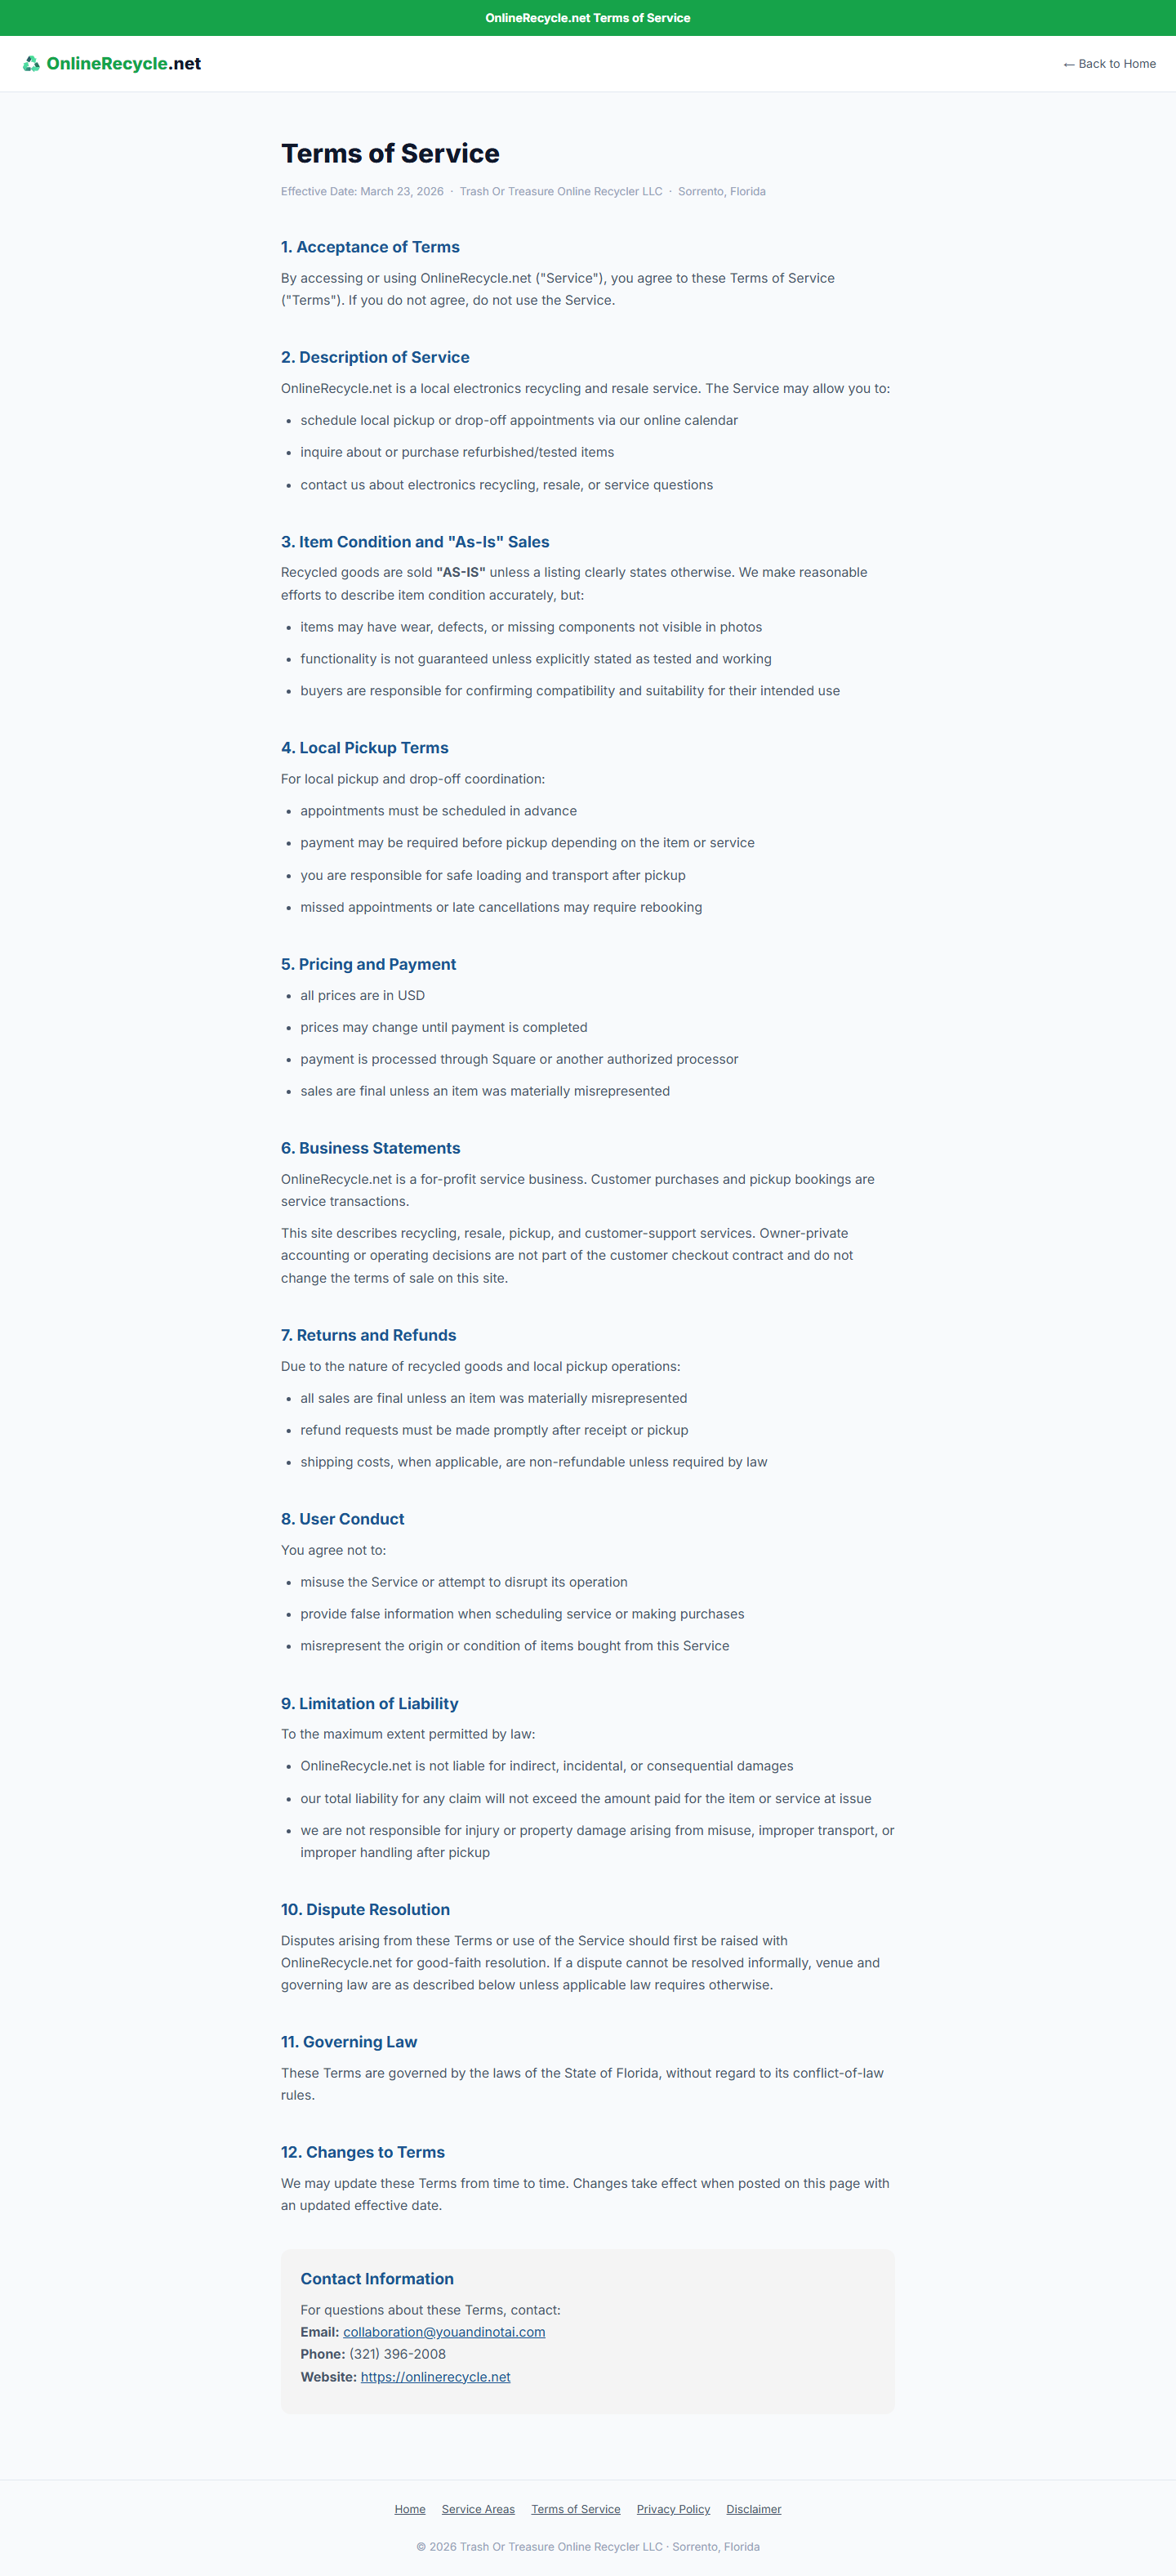 OnlineRecycle.net Terms of Service
OnlineRecycle.net
← Back to Home
Terms of Service
Effective Date: March 23, 2026 · Trash Or Treasure Online Recycler LLC · Sorrento, Florida
1. Acceptance of Terms
By accessing or using OnlineRecycle.net ("Service"), you agree to these Terms of Service
("Terms"). If you do not agree, do not use the Service.
2. Description of Service
OnlineRecycle.net is a local electronics recycling and resale service. The Service may allow you to:
• schedule local pickup or drop-off appointments via our online calendar
• inquire about or purchase refurbished/tested items
• contact us about electronics recycling, resale, or service questions
3. Item Condition and "As-Is" Sales
Recycled goods are sold "AS-IS" unless a listing clearly states otherwise. We make reasonable
efforts to describe item condition accurately, but:
• items may have wear, defects, or missing components not visible in photos
• functionality is not guaranteed unless explicitly stated as tested and working
• buyers are responsible for confirming compatibility and suitability for their intended use
4. Local Pickup Terms
For local pickup and drop-off coordination:
• appointments must be scheduled in advance
• payment may be required before pickup depending on the item or service
• you are responsible for safe loading and transport after pickup
• missed appointments or late cancellations may require rebooking
5. Pricing and Payment
• all prices are in USD
• prices may change until payment is completed
• payment is processed through Square or another authorized processor
• sales are final unless an item was materially misrepresented
6. Business Statements
OnlineRecycle.net is a for-profit service business. Customer purchases and pickup bookings are
service transactions.
This site describes recycling, resale, pickup, and customer-support services. Owner-private
accounting or operating decisions are not part of the customer checkout contract and do not
change the terms of sale on this site.
7. Returns and Refunds
Due to the nature of recycled goods and local pickup operations:
• all sales are final unless an item was materially misrepresented
• refund requests must be made promptly after receipt or pickup
• shipping costs, when applicable, are non-refundable unless required by law
8. User Conduct
You agree not to:
• misuse the Service or attempt to disrupt its operation
• provide false information when scheduling service or making purchases
• misrepresent the origin or condition of items bought from this Service
9. Limitation of Liability
To the maximum extent permitted by law:
• OnlineRecycle.net is not liable for indirect, incidental, or consequential damages
• our total liability for any claim will not exceed the amount paid for the item or service at issue
• we are not responsible for injury or property damage arising from misuse, improper transport, or
improper handling after pickup
10. Dispute Resolution
Disputes arising from these Terms or use of the Service should first be raised with
OnlineRecycle.net for good-faith resolution. If a dispute cannot be resolved informally, venue and
governing law are as described below unless applicable law requires otherwise.
11. Governing Law
These Terms are governed by the laws of the State of Florida, without regard to its conflict-of-law
rules.
12. Changes to Terms
We may update these Terms from time to time. Changes take effect when posted on this page with
an updated effective date.
Contact Information
For questions about these Terms, contact:
Email: collaboration@youandinotai.com
Phone: (321) 396-2008
Website: https://onlinerecycle.net
Home Service Areas Terms of Service Privacy Policy Disclaimer
© 2026 Trash Or Treasure Online Recycler LLC · Sorrento, Florida